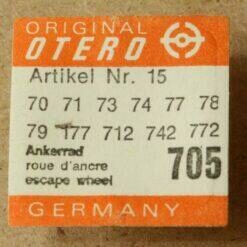 ORIGINAL
OTERO
Artikel Nr. 15
70 71 73 74 77 78
79 177 712 742 772
Ankerrad
roue d'ancre
escape wheel
705
GERMANY